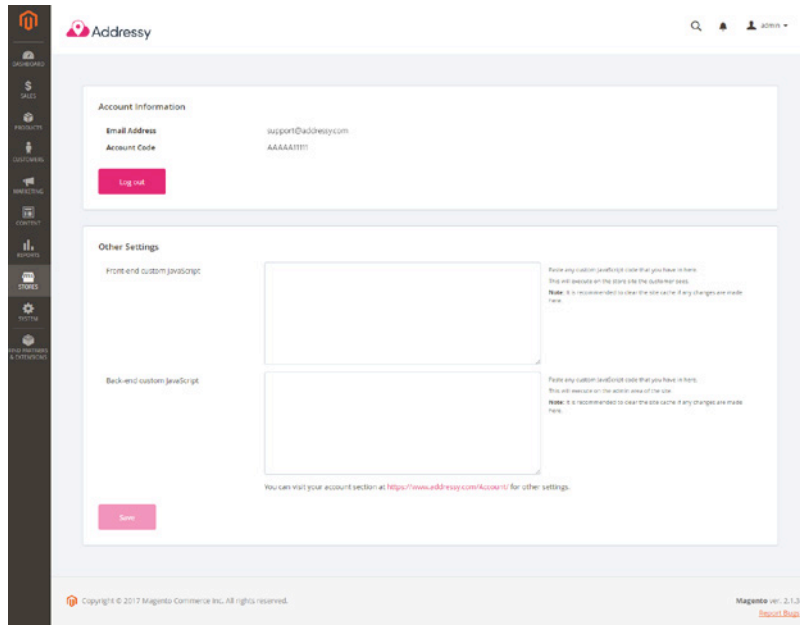 Addressy
admin
DASHBOARD
SALES
PRODUCTS
CUSTOMERS
MARKETING
CONTENT
REPORTS
STORES
SYSTEM
FIND PARTNERS
& EXTENSIONS
Account Information
Email Address support@addressy.com
Account Code AAAAA11111
Log out
Other Settings
Front-end custom JavaScript
Paste any custom JavaScript code that you have in here.
This will execute on the store site the customer sees.
Note: It is recommended to clear the site cache if any changes are made
here.
Back-end custom JavaScript
Paste any custom JavaScript code that you have in here.
This will execute on the admin area of the site
Note: It is recommended to clear the site cache if any changes are made
here.
You can visit your account section at https://www.addressy.com/Account/ for other settings.
Save
Copyright © 2017 Magento Commerce Inc. All rights reserved.
Magento ver. 2.1.3
Report Bugs